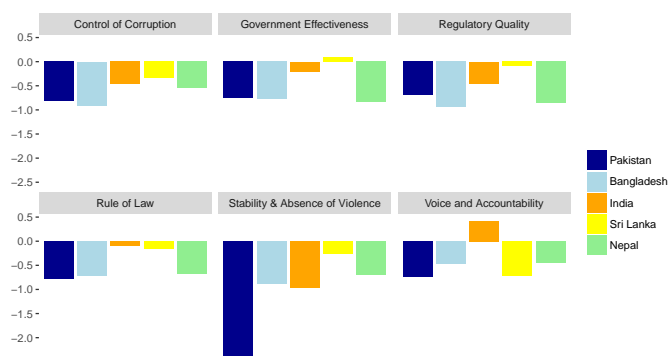 Control of Corruption Government Effectiveness Regulatory Quality
0.5
0.0
−0.5
−1.0
−1.5
−2.0
−2.5
Rule of Law Stability & Absence of Violence Voice and Accountability
0.5
0.0
−0.5
−1.0
−1.5
−2.0
Pakistan
Bangladesh
India
Sri Lanka
Nepal